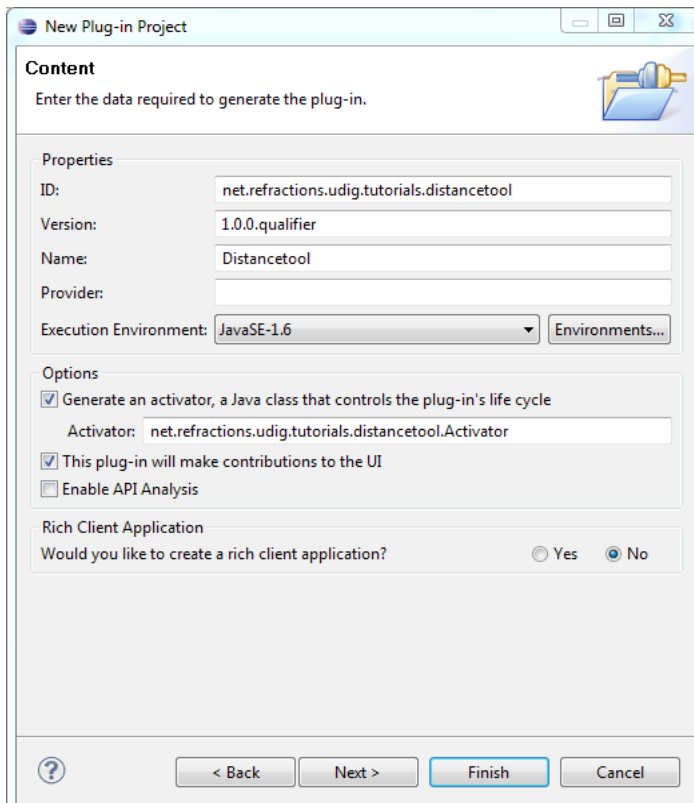 New Plug-in Project
Content
Enter the data required to generate the plug-in.
Properties
ID: net.refractions.udig.tutorials.distancetool
Version: 1.0.0.qualifier
Name: Distancetool
Provider:
Execution Environment: JavaSE-1.6 Environments...
Options
Generate an activator, a Java class that controls the plug-in's life cycle
Activator: net.refractions.udig.tutorials.distancetool.Activator
This plug-in will make contributions to the UI
Enable API Analysis
Rich Client Application
Would you like to create a rich client application? Yes No
? < Back Next > Finish Cancel